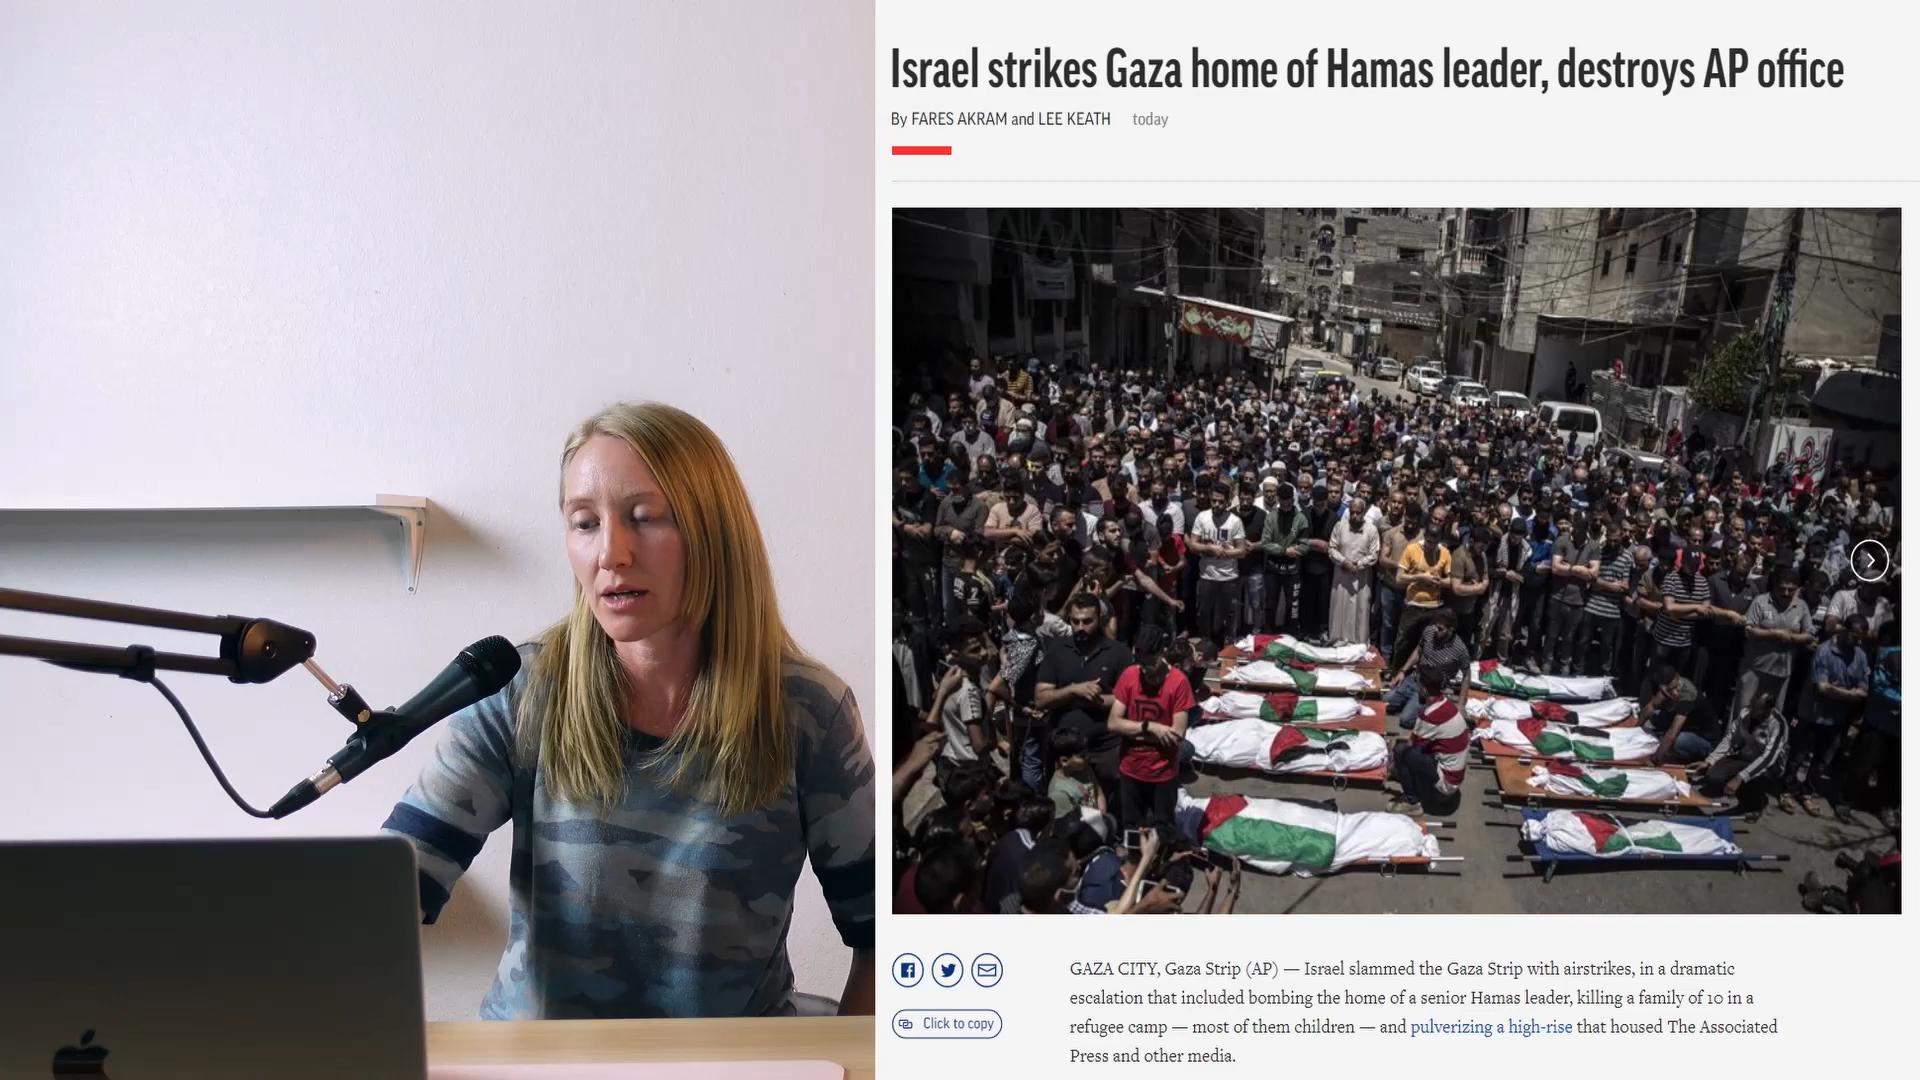 Israel strikes Gaza home of Hamas leader, destroys AP office
By FARES AKRAM and LEE KEATH today
GAZA CITY, Gaza Strip (AP) — Israel slammed the Gaza Strip with airstrikes, in a dramatic
escalation that included bombing the home of a senior Hamas leader, killing a family of 10 in a
refugee camp — most of them children — and pulverizing a high-rise that housed The Associated
Press and other media.
Click to copy